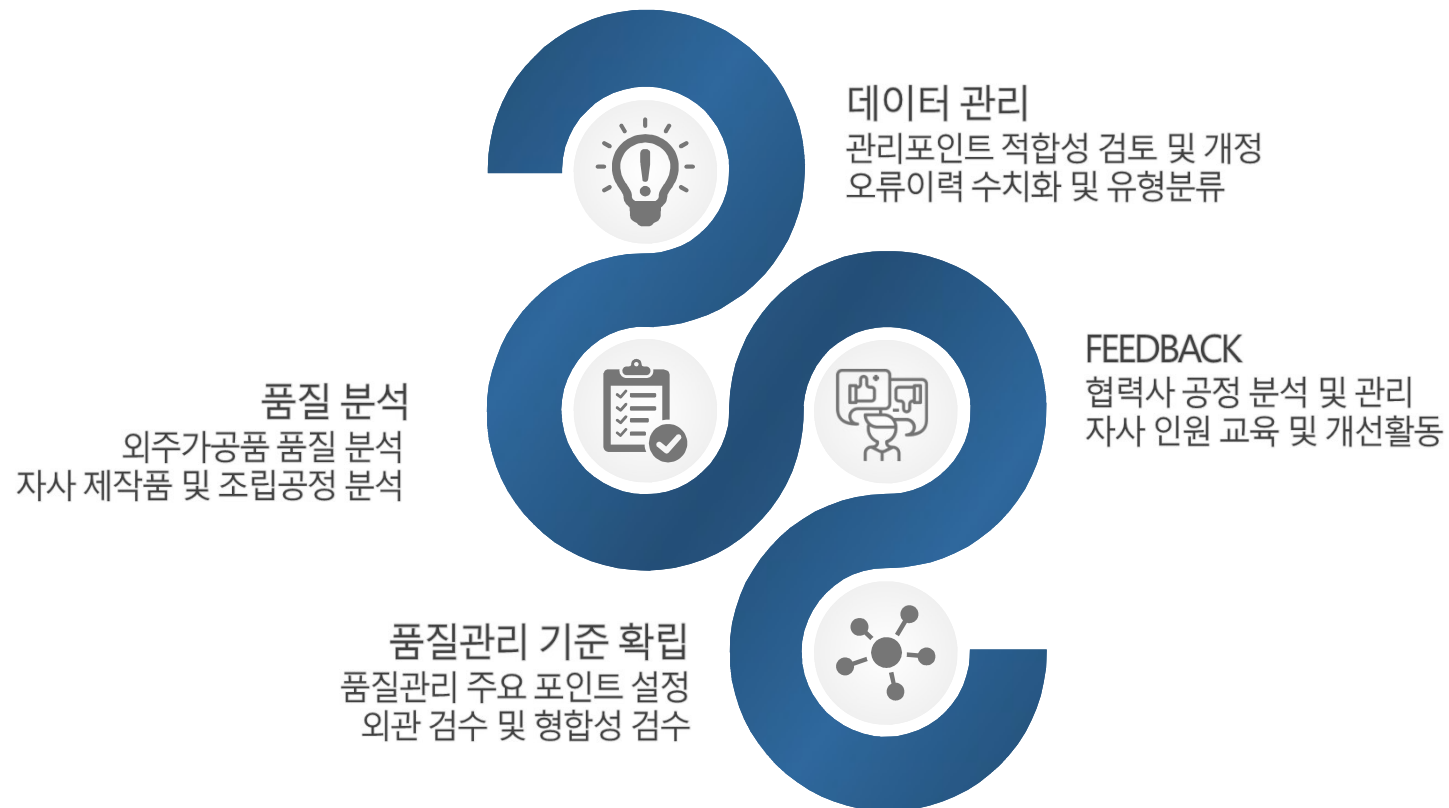 데이터 관리
관리포인트 적합성 검토 및 개정
오류이력 수치화 및 유형분류
FEEDBACK
협력사 공정 분석 및 관리
자사 인원 교육 및 개선활동
품질 분석
외주가공품 품질 분석
자사 제작품 및 조립공정 분석
품질관리 기준 확립
품질관리 주요 포인트 설정
외관 검수 및 형합성 검수